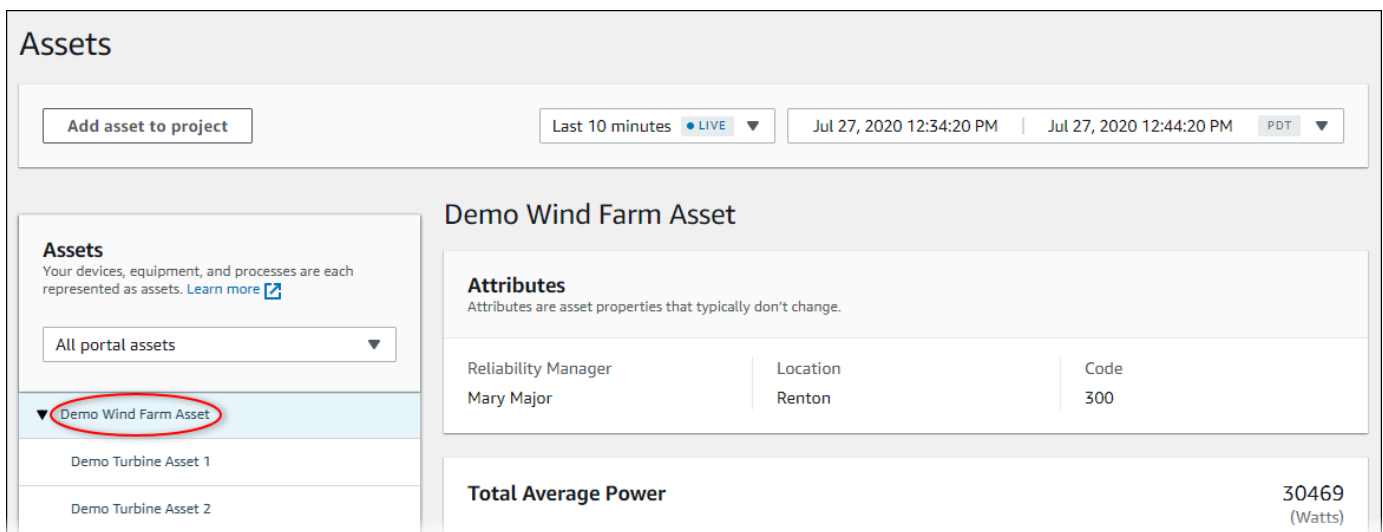 Assets
Add asset to project
Last 10 minutes LIVE Jul 27, 2020 12:34:20 PM | Jul 27, 2020 12:44:20 PM PDT
Assets
Your devices, equipment, and processes are each
represented as assets. Learn more
All portal assets
Demo Wind Farm Asset
Demo Turbine Asset 1
Demo Turbine Asset 2
Demo Wind Farm Asset
Attributes
Attributes are asset properties that typically don't change.
Reliability Manager
Mary Major
Location
Renton
Code
300
Total Average Power
30469
(Watts)